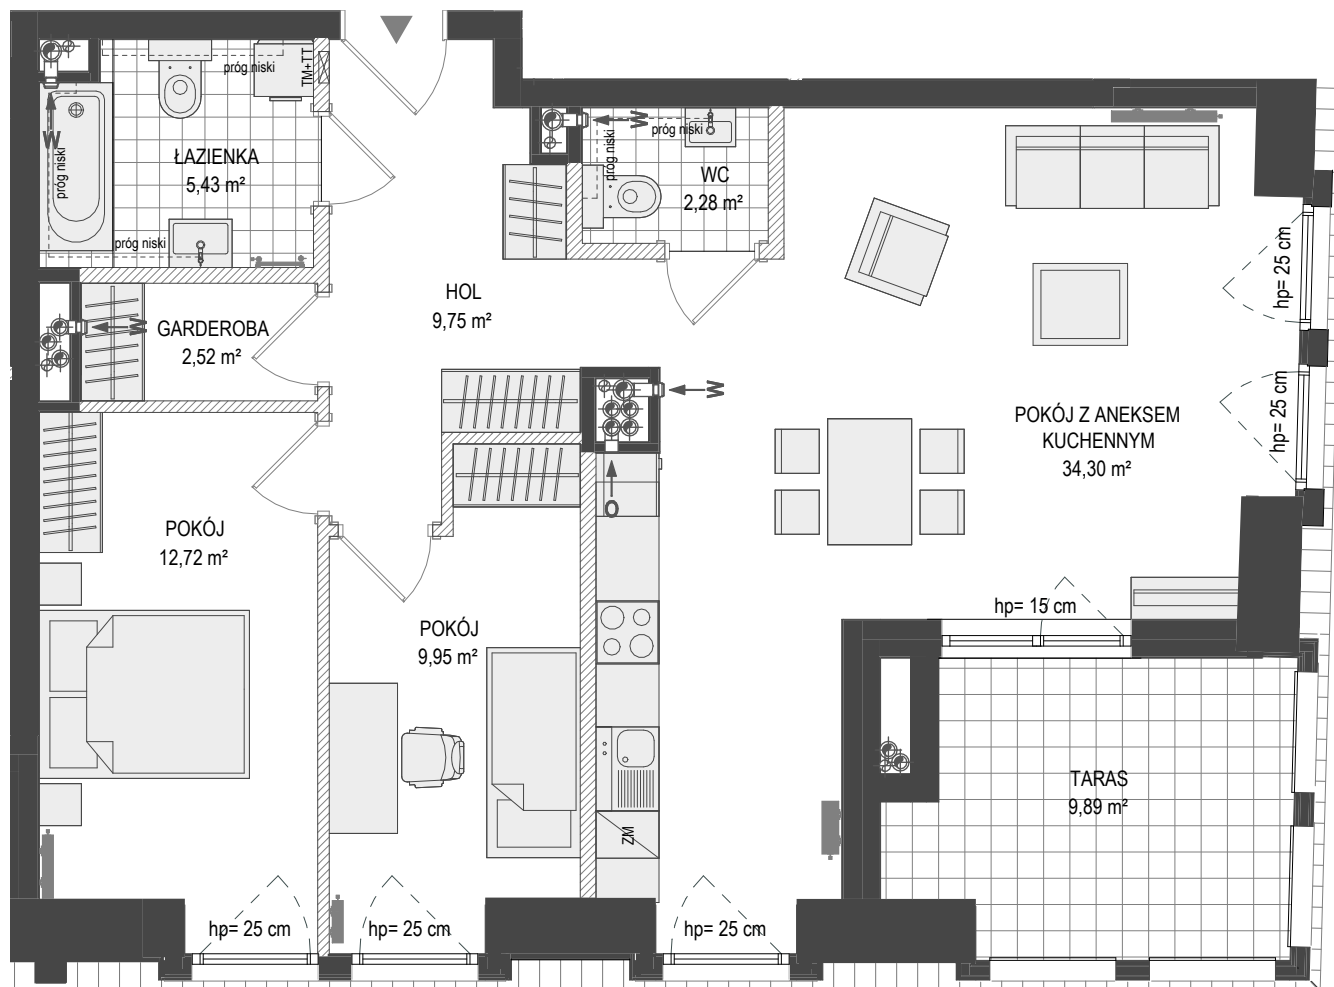 próg niski
TM+TT
W
próg niski
ŁAZIENKA
5,43 m²
próg niski
W
próg niski
próg niski
WC
2,28 m²
HOL
9,75 m²
W
GARDEROBA
2,52 m²
hp= 25 cm
W
hp= 25 cm
POKÓJ Z ANEKSEM
KUCHENNYM
34,30 m²
O
POKÓJ
12,72 m²
hp= 15 cm
POKÓJ
9,95 m²
TARAS
9,89 m²
ZM
hp= 25 cm
hp= 25 cm
hp= 25 cm